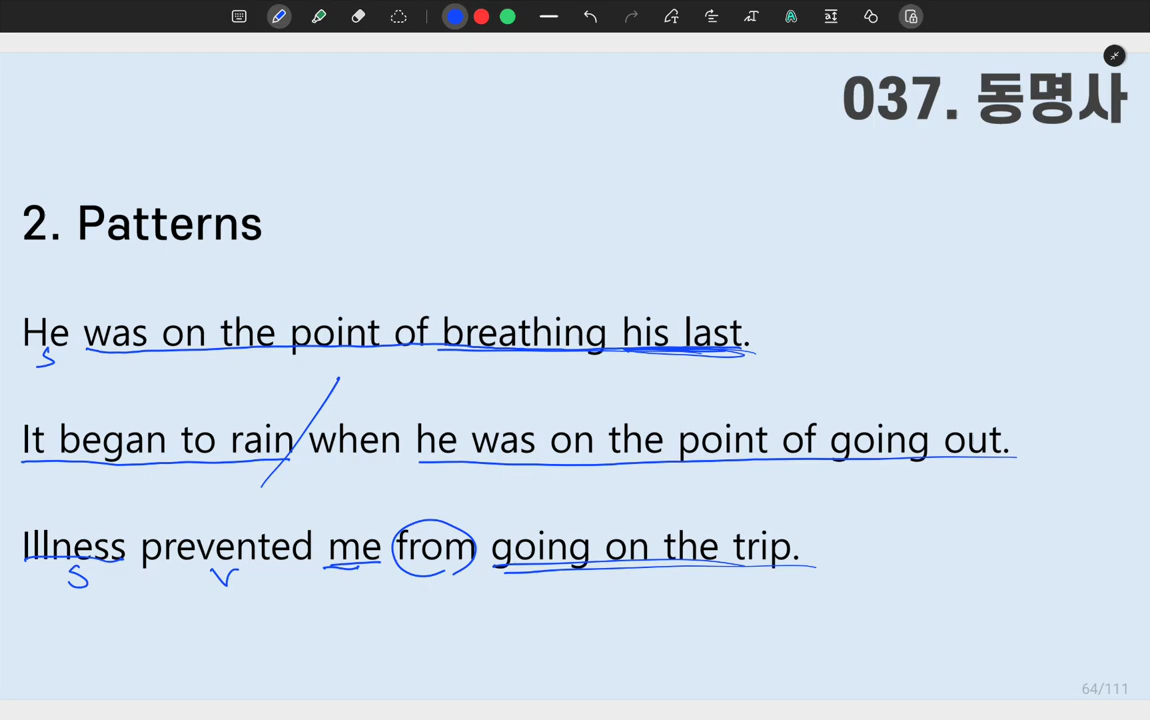 037. 동명사
2. Patterns
He was on the point of breathing his last.
S
It began to rain when he was on the point of going out.
Illness prevented me from going on the trip.
S V
64/111